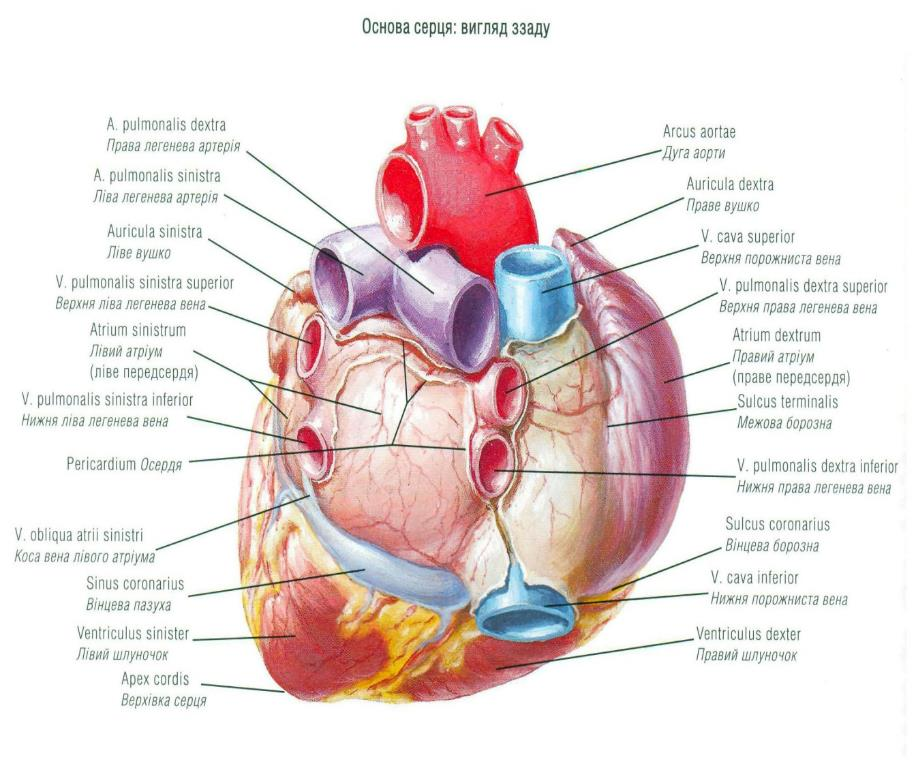 Основа серця: вигляд ззаду
A. pulmonalis dextra
Права легенева артерія
A. pulmonalis sinistra
Ліва легенева артерія
Auricula sinistra
Ліве вушко
V. pulmonalis sinistra superior
Верхня ліва легенева вена
Atrium sinistrum
Лівий атріум
(ліве передсердя)
V. pulmonalis sinistra inferior
Нижня ліва легенева вена
Pericardium Осердя
V. obliqua atrii sinistri
Коса вена лівого атріума
Sinus coronarius
Вінцева пазуха
Ventriculus sinister
Лівий шлуночок
Apex cordis
Верхівка серця
Arcus aortae
Дуга аорти
Auricula dextra
Праве вушко
V. cava superior
Верхня порожниста вена
V. pulmonalis dextra superior
Верхня права легенева вена
Atrium dextrum
Правий атріум
(праве передсердя)
Sulcus terminalis
Межова борозна
V. pulmonalis dextra inferior
Нижня права легенева вена
Sulcus coronarius
Вінцева борозна
V. cava inferior
Нижня порожниста вена
Ventriculus dexter
Правий шлуночок